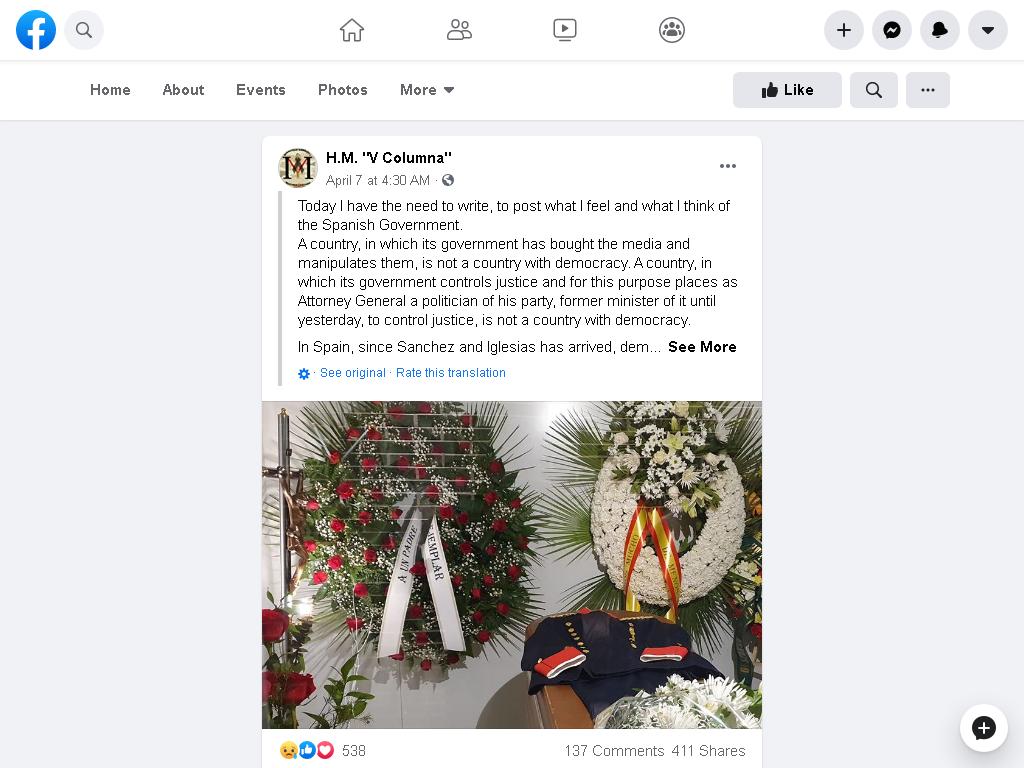 Home About Events Photos More
Like
H.M. "V Columna"
April 7 at 4:30 AM ·
Today I have the need to write, to post what I feel and what I think of
the Spanish Government.
A country, in which its government has bought the media and
manipulates them, is not a country with democracy. A country, in
which its government controls justice and for this purpose places as
Attorney General a politician of his party, former minister of it until
yesterday, to control justice, is not a country with democracy.
In Spain, since Sanchez and Iglesias has arrived, dem... See More
· See original · Rate this translation
A UN PADRE
EJEMPLAR
MUCHO
538
137 Comments 411 Shares